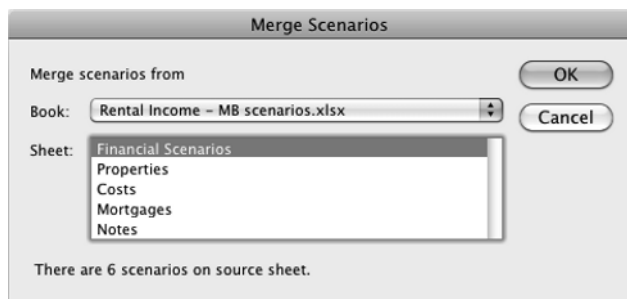 Merge Scenarios
Merge scenarios from
OK
Book: Rental Income – MB scenarios.xlsx
Cancel
Sheet: Financial Scenarios
Properties
Costs
Mortgages
Notes
There are 6 scenarios on source sheet.